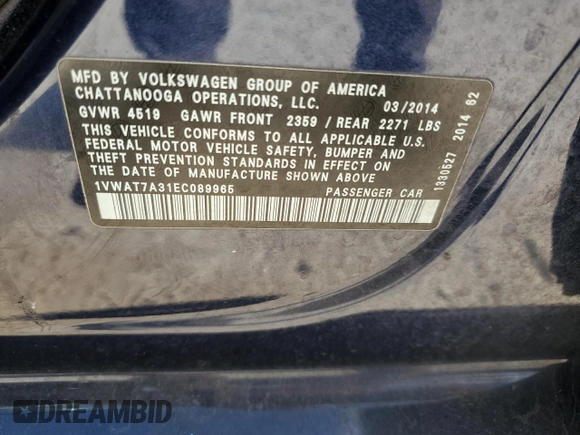 MFD BY VOLKSWAGEN GROUP OF AMERICA
CHATTANOOGA OPERATIONS, LLC. 03/2014
GVWR 4519 GAWR FRONT 2359 / REAR 2271 LBS
THIS VEHICLE CONFORMS TO ALL APPLICABLE U.S.
FEDERAL MOTOR VEHICLE SAFETY, BUMPER AND
THEFT PREVENTION STANDARDS IN EFFECT ON
THE DATE OF MANUFACTURE SHOWN ABOVE
1VWAT7A31EC089965 PASSENGER CAR
1330527 2014 62
DREAMBID